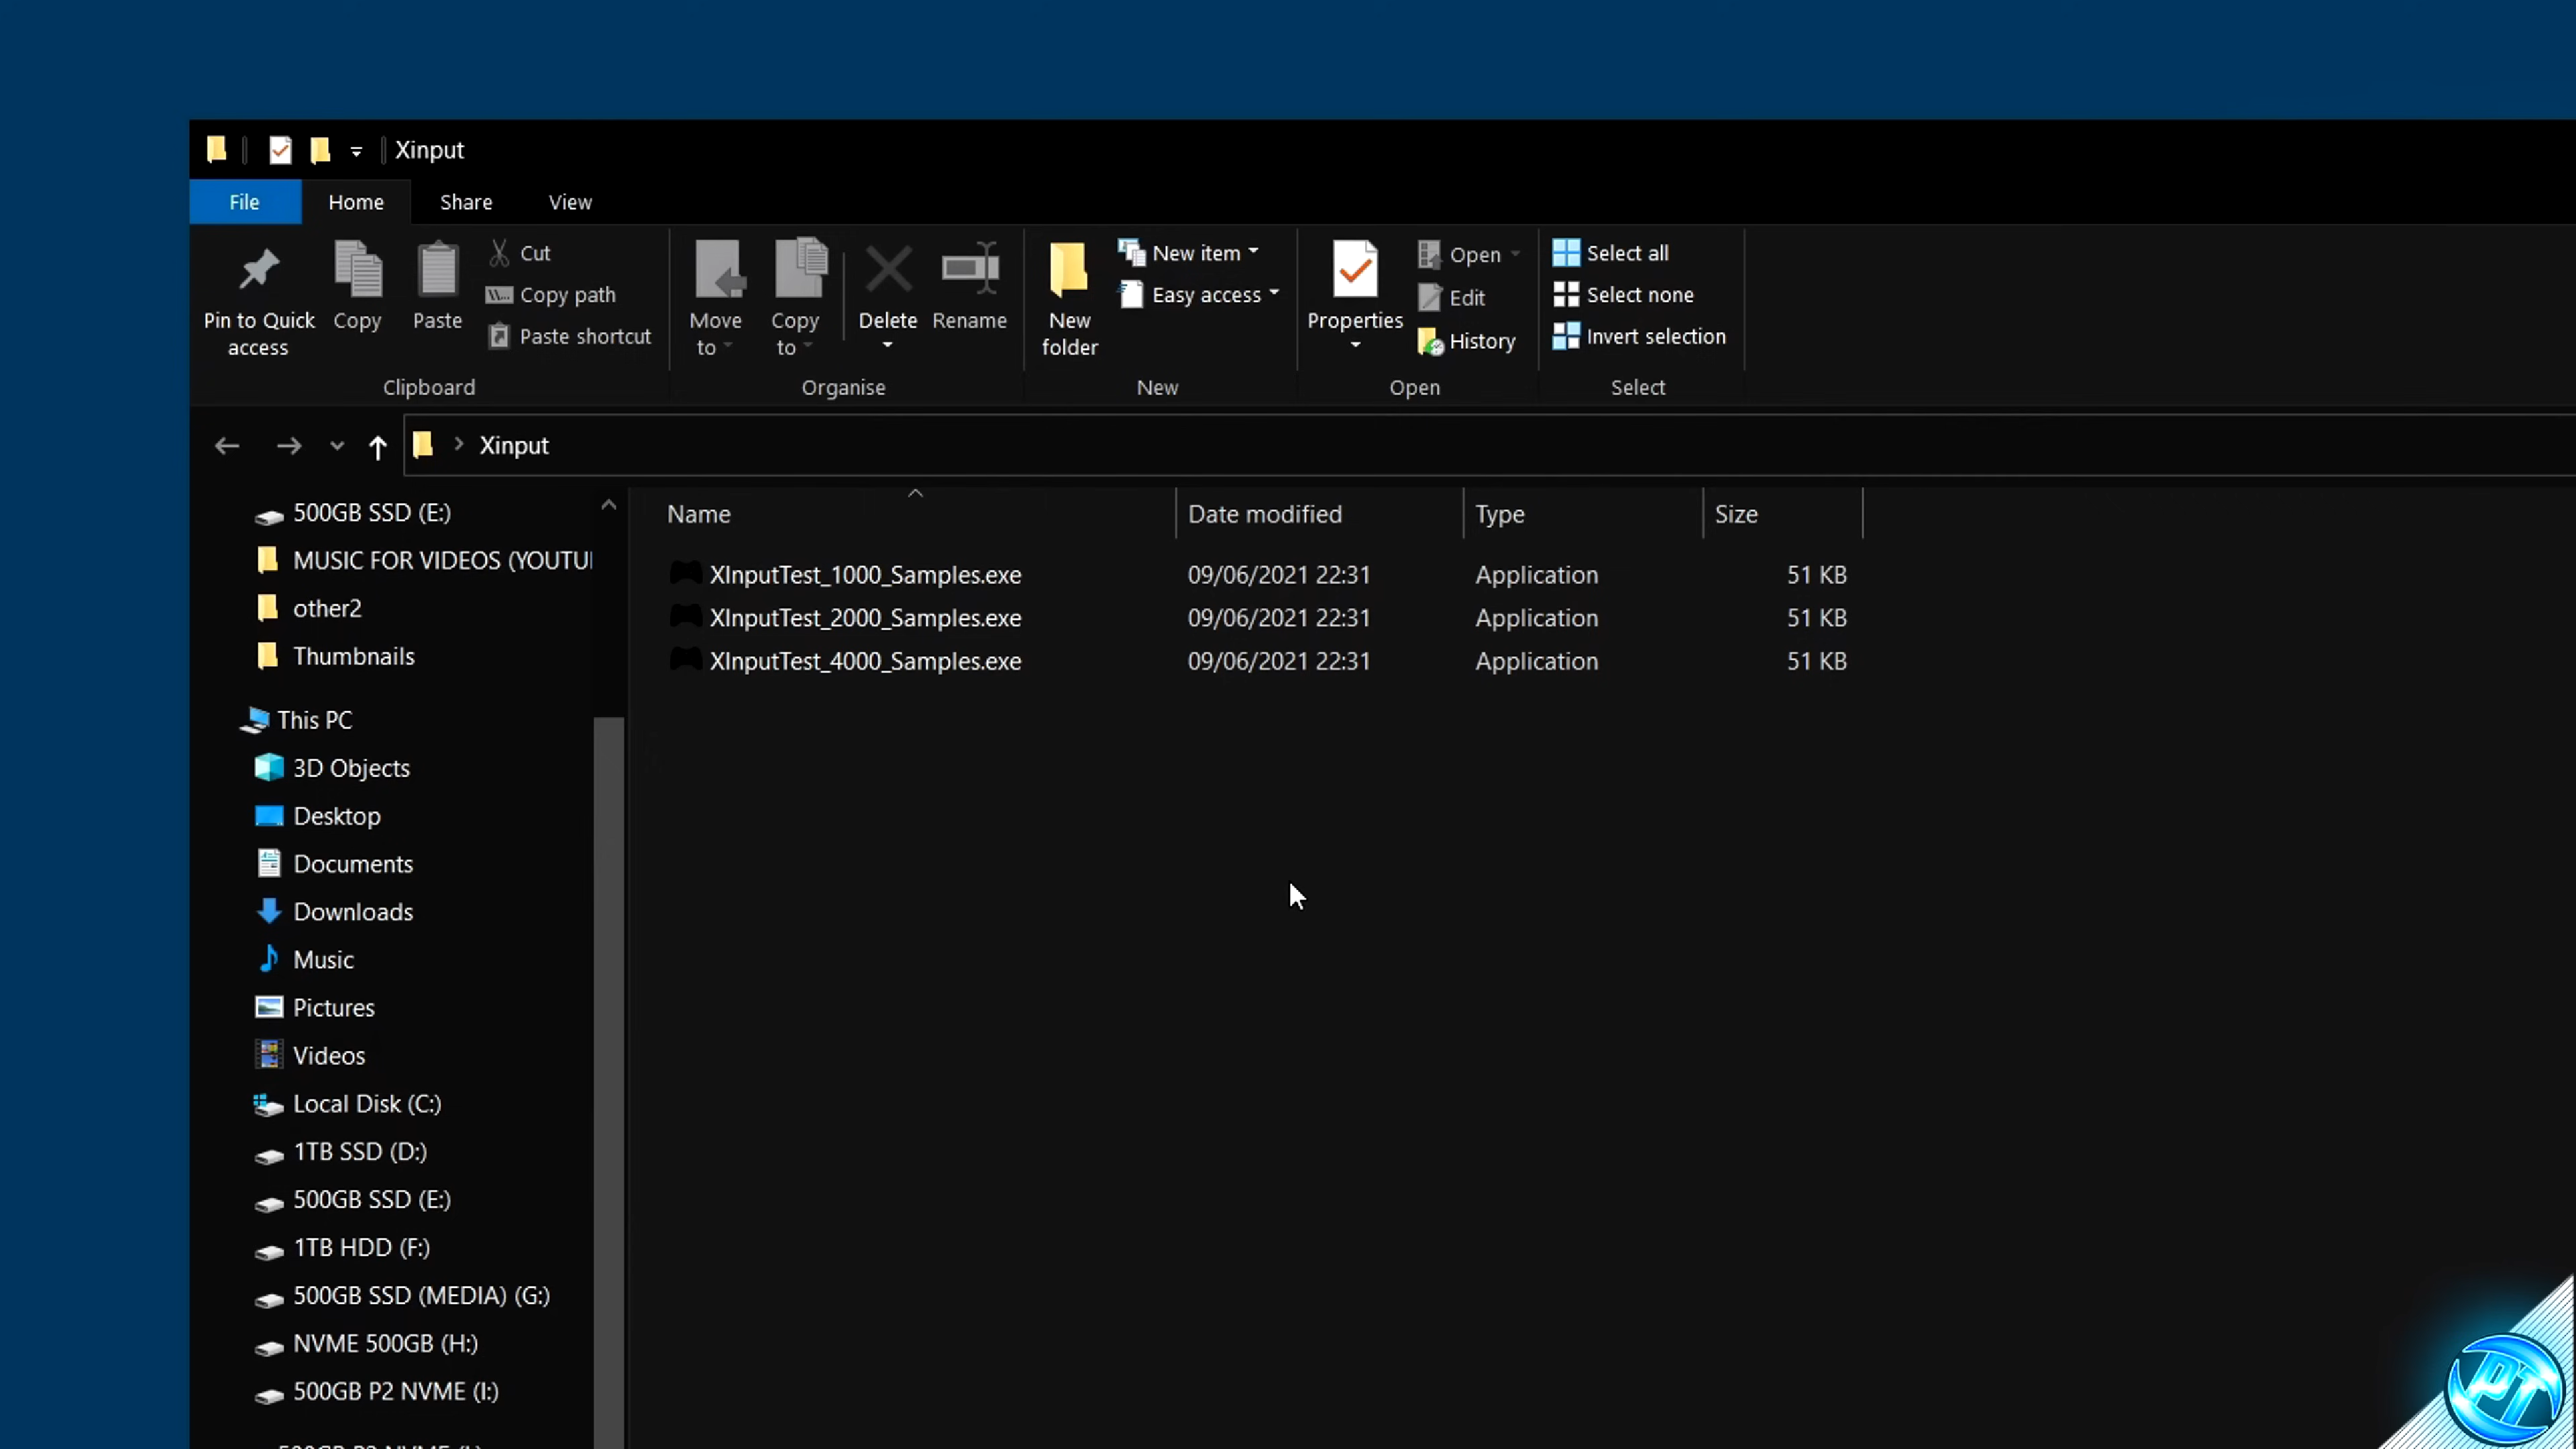 Xinput
File Home Share View
Pin to Quick access
Copy
Paste
Cut
Copy path
Paste shortcut
Clipboard
Move to
Copy to
Delete
Rename
Organise
New folder
New item
Easy access
New
Properties
Open
Edit
History
Open
Select all
Select none
Invert selection
Select
Xinput
500GB SSD (E:)
MUSIC FOR VIDEOS (YOUTU
other2
Thumbnails
This PC
3D Objects
Desktop
Documents
Downloads
Music
Pictures
Videos
Local Disk (C:)
1TB SSD (D:)
500GB SSD (E:)
1TB HDD (F:)
500GB SSD (MEDIA) (G:)
NVME 500GB (H:)
500GB P2 NVME (I:)
Name Date modified Type Size
XInputTest_1000_Samples.exe 09/06/2021 22:31 Application 51 KB
XInputTest_2000_Samples.exe 09/06/2021 22:31 Application 51 KB
XInputTest_4000_Samples.exe 09/06/2021 22:31 Application 51 KB
PT